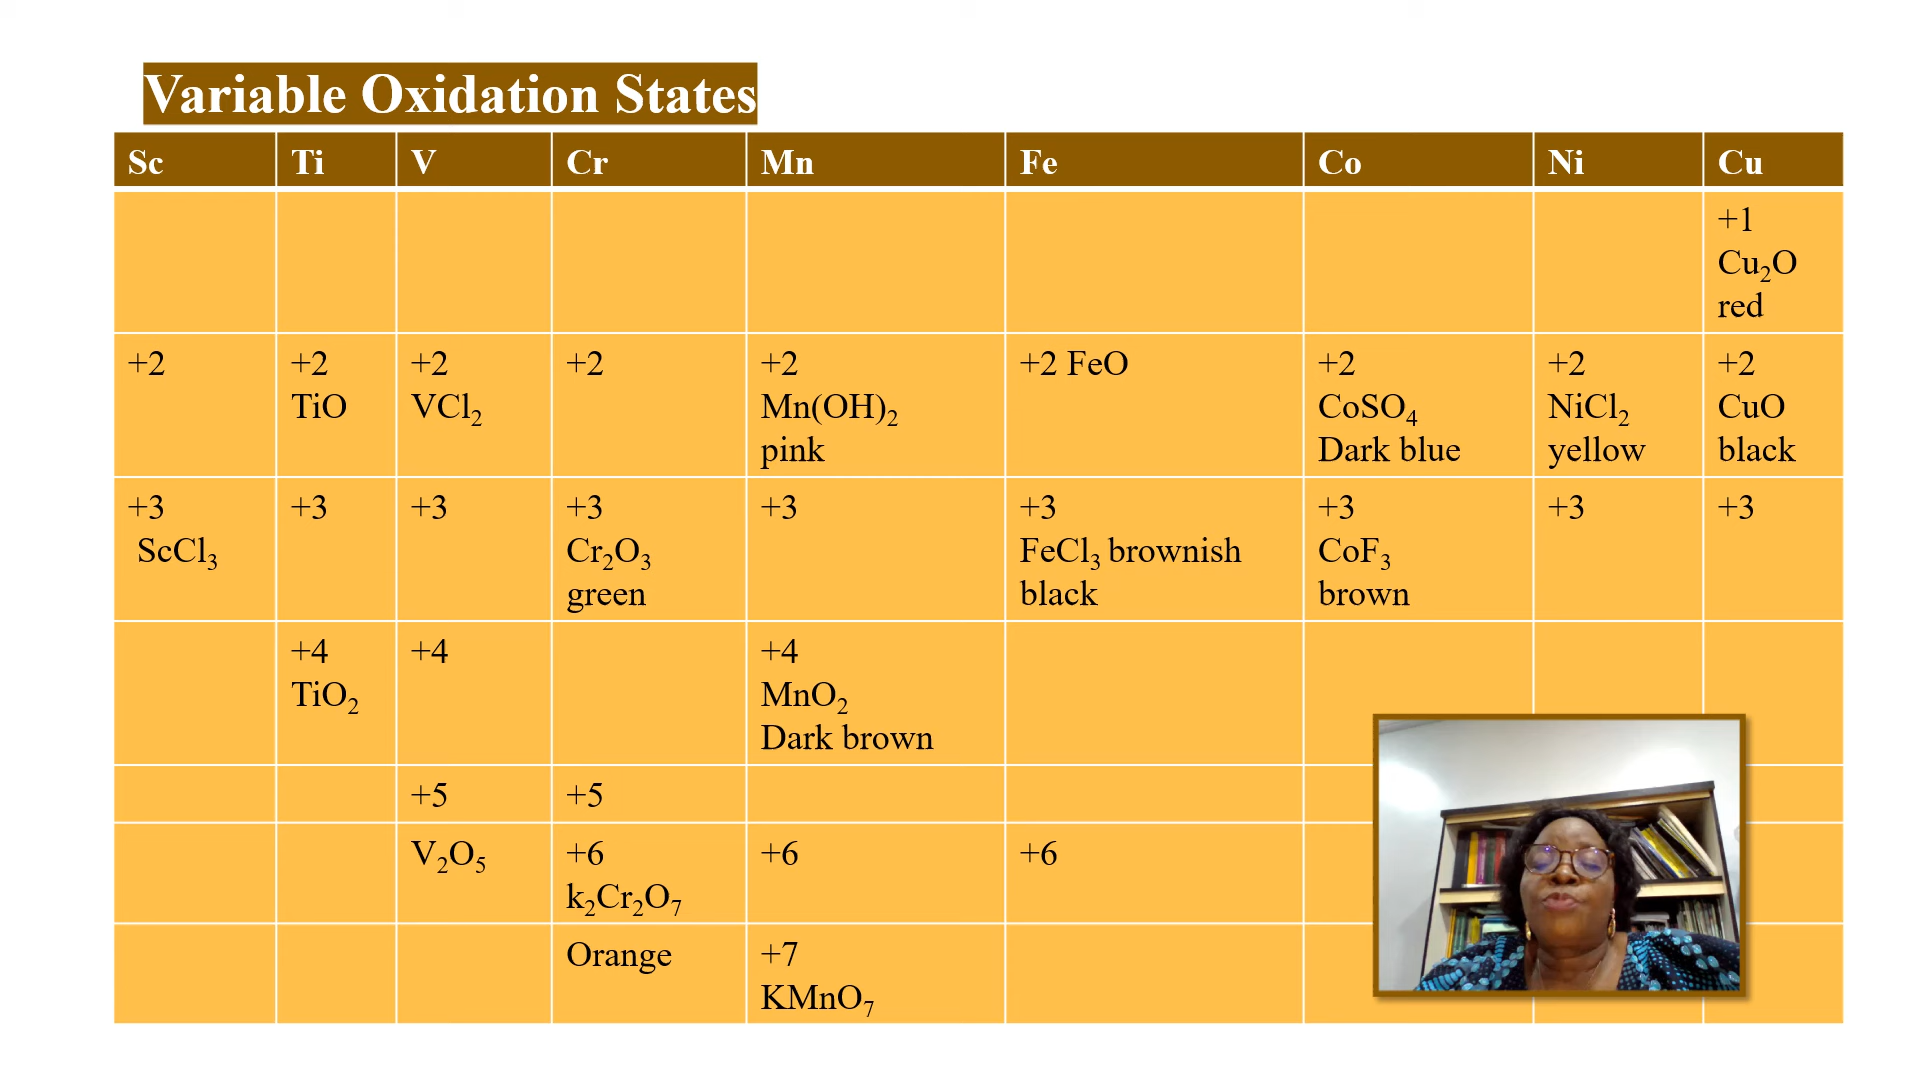 Variable Oxidation States
Sc Ti V Cr Mn Fe Co Ni Cu
+1
Cu₂O
red
+2 +2 +2 +2 +2 +2 FeO +2 +2 +2
TiO VCl₂ Mn(OH)₂ CoSO₄ NiCl₂ CuO
pink Dark blue yellow black
+3 +3 +3 +3 +3 +3 +3 +3 +3
ScCl₃ Cr₂O₃ FeCl₃ brownish CoF₃
green black brown
+4 +4 +4
TiO₂ MnO₂
Dark brown
+5 +5
V₂O₅ +6 +6 +6
k₂Cr₂O₇
Orange +7
KMnO₇